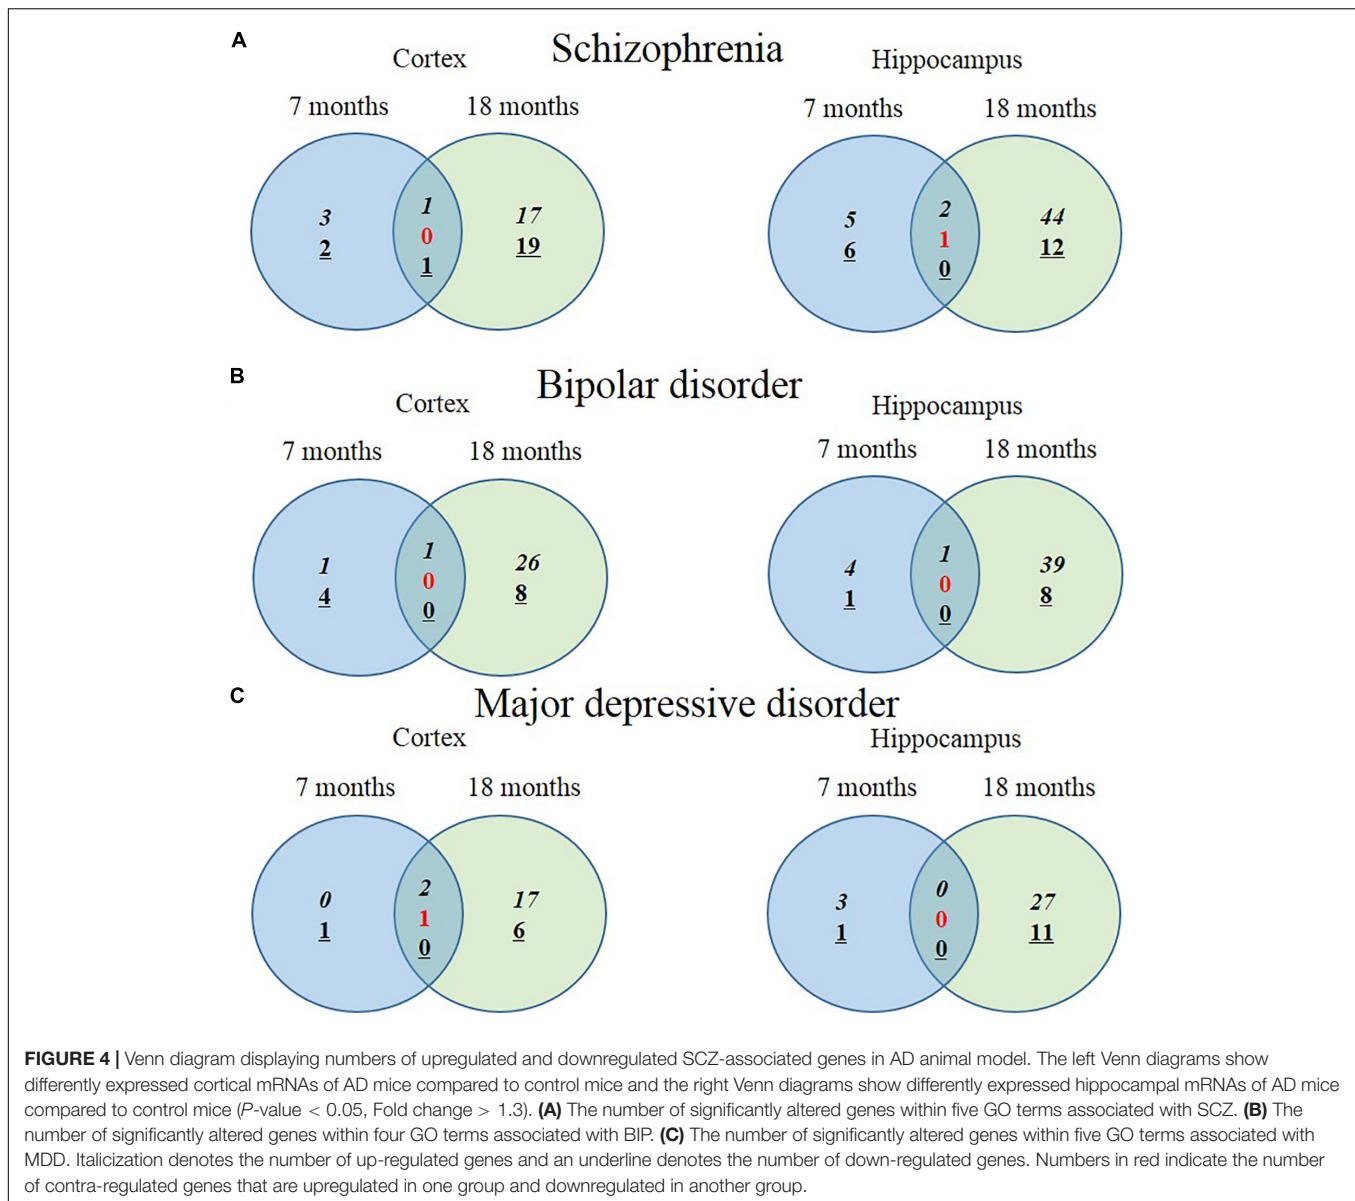 A
Schizophrenia
Cortex
Hippocampus
7 months
18 months
7 months
18 months
3
2
1
0
1
17
19
5
6
2
1
0
44
12
B
Bipolar disorder
Cortex
Hippocampus
7 months
18 months
7 months
18 months
1
4
1
0
0
26
8
4
1
1
0
0
39
8
C
Major depressive disorder
Cortex
Hippocampus
7 months
18 months
7 months
18 months
0
1
2
1
0
17
6
3
1
0
0
0
27
11
FIGURE 4 | Venn diagram displaying numbers of upregulated and downregulated SCZ-associated genes in AD animal model. The left Venn diagrams show
differently expressed cortical mRNAs of AD mice compared to control mice and the right Venn diagrams show differently expressed hippocampal mRNAs of AD mice
compared to control mice (P-value < 0.05, Fold change > 1.3). (A) The number of significantly altered genes within five GO terms associated with SCZ. (B) The
number of significantly altered genes within four GO terms associated with BIP. (C) The number of significantly altered genes within five GO terms associated with
MDD. Italicization denotes the number of up-regulated genes and an underline denotes the number of down-regulated genes. Numbers in red indicate the number
of contra-regulated genes that are upregulated in one group and downregulated in another group.